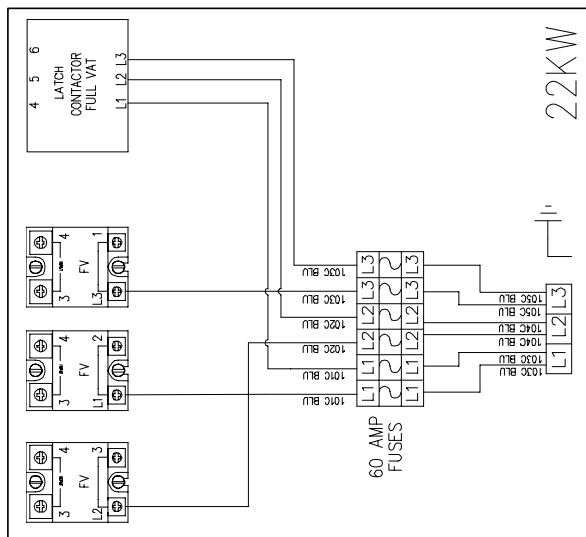 LATCH
CONTACTOR
FULL VAT
4 5 6
L1 L2 L3
22KW
3 4
FV
L3 1
3 4
FV
L1 2
3 4
FV
L2 3
103C BLU
103C BLU
102C BLU
102C BLU
101C BLU
101C BLU
L3 L3
L3 L3
L2 L2
L2 L2
L1 L1
L1 L1
60 AMP
FUSES
105C BLU
105C BLU
104C BLU
104C BLU
103C BLU
103C BLU
L1 L2 L3